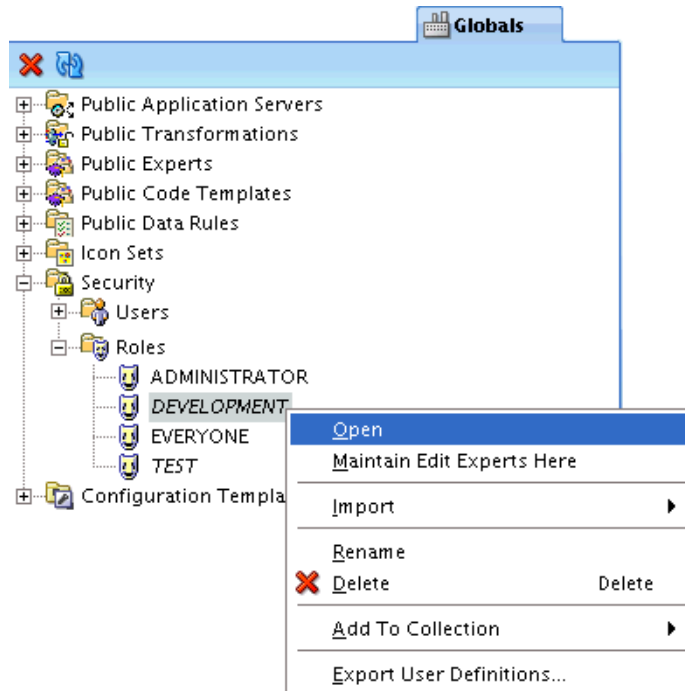 Globals
Public Application Servers
Public Transformations
Public Experts
Public Code Templates
Public Data Rules
Icon Sets
Security
Users
Roles
ADMINISTRATOR
DEVELOPMENT
EVERYONE
TEST
Configuration Templa
Open
Maintain Edit Experts Here
Import
Rename
Delete Delete
Add To Collection
Export User Definitions...